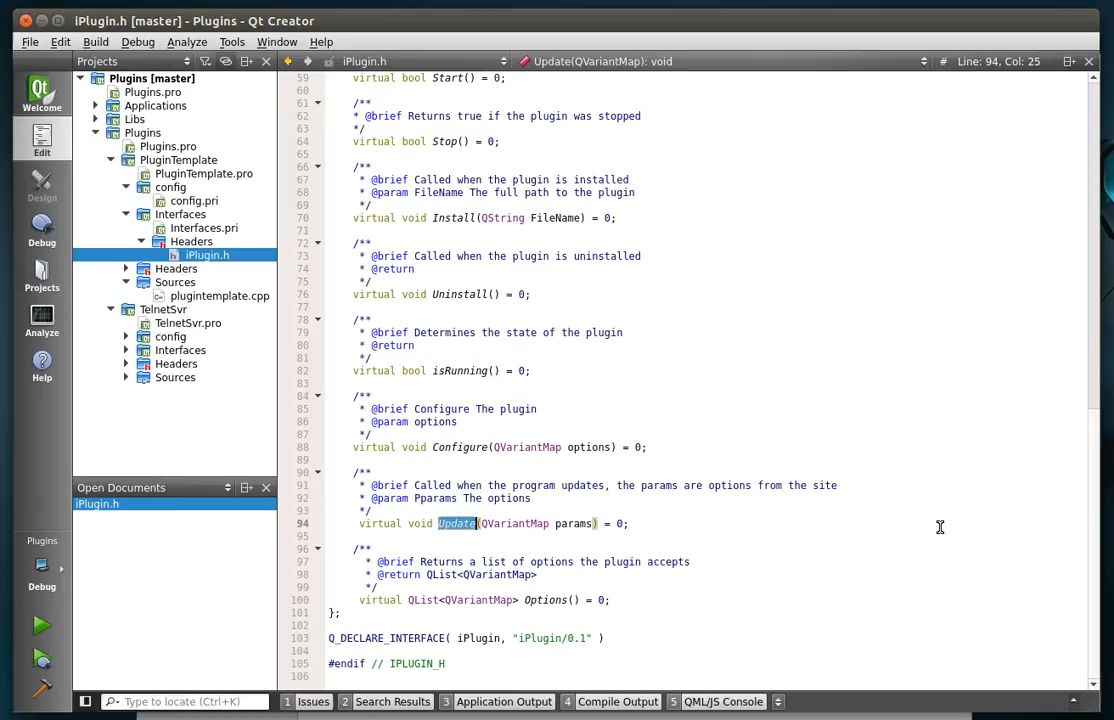 iPlugin.h [master] - Plugins - Qt Creator
File Edit Build Debug Analyze Tools Window Help
Projects
iPlugin.h
Update(QVariantMap): void
# Line: 94, Col: 25
Qt
Welcome
Edit
Design
Debug
Projects
Analyze
Help
Plugins
Debug
Plugins [master]
Plugins.pro
Applications
Libs
Plugins
Plugins.pro
PluginTemplate
PluginTemplate.pro
config
config.pri
Interfaces
Interfaces.pri
Headers
iPlugin.h
Headers
Sources
plugintemplate.cpp
TelnetSvr
TelnetSvr.pro
config
Interfaces
Headers
Sources
Open Documents
iPlugin.h
59 virtual bool Start() = 0;
60
61 /**
62 * @brief Returns true if the plugin was stopped
63 */
64 virtual bool Stop() = 0;
65
66 /**
67 * @brief Called when the plugin is installed
68 * @param FileName The full path to the plugin
69 */
70 virtual void Install(QString FileName) = 0;
71
72 /**
73 * @brief Called when the plugin is uninstalled
74 * @return
75 */
76 virtual void Uninstall() = 0;
77
78 /**
79 * @brief Determines the state of the plugin
80 * @return
81 */
82 virtual bool isRunning() = 0;
83
84 /**
85 * @brief Configure The plugin
86 * @param options
87 */
88 virtual void Configure(QVariantMap options) = 0;
89
90 /**
91 * @brief Called when the program updates, the params are options from the site
92 * @param Pparams The options
93 */
94 virtual void Update(QVariantMap params) = 0;
95
96 /**
97 * @brief Returns a list of options the plugin accepts
98 * @return QList<QVariantMap>
99 */
100 virtual QList<QVariantMap> Options() = 0;
101 };
102
103 Q_DECLARE_INTERFACE( iPlugin, "iPlugin/0.1" )
104
105 #endif // IPLUGIN_H
106
Type to locate (Ctrl+K)
1 Issues 2 Search Results 3 Application Output 4 Compile Output 5 QML/JS Console